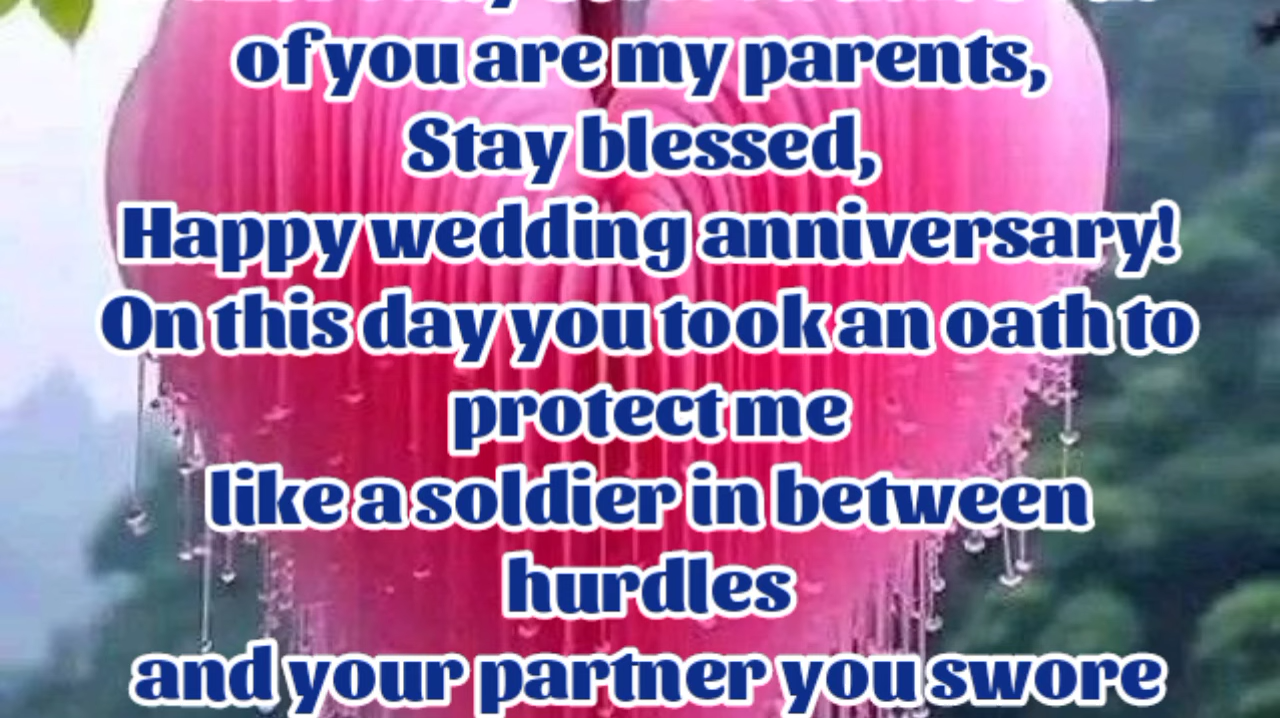 of you are my parents,
Stay blessed,
Happy wedding anniversary!
On this day you took an oath to
protect me
like a soldier in between
hurdles
and your partner you swore